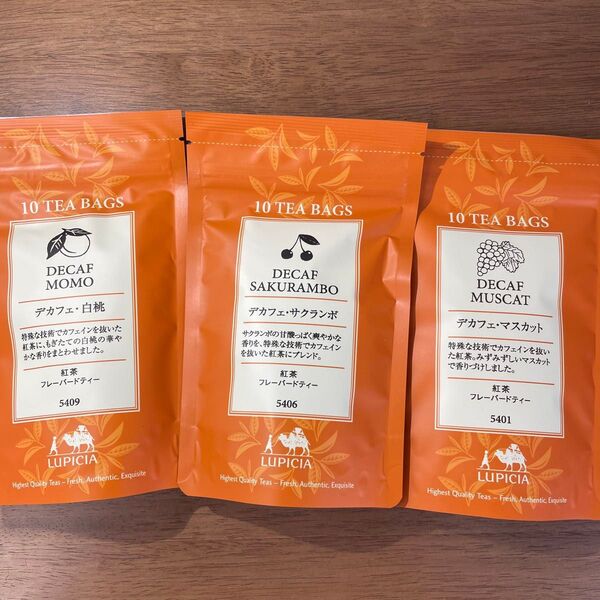 10 TEA BAGS
DECAF
MOMO
デカフェ・白桃
特殊な技術でカフェインを抜いた
紅茶に、もぎたての白桃の華や
かな香りをまとわせました。
紅茶
フレーバードティー
5409
LUPICIA
Highest Quality Teas – Fresh, Authentic, Exquisite
10 TEA BAGS
DECAF
SAKURAMBO
デカフェ・サクランボ
サクランボの甘酸っぱく爽やかな
香りを、特殊な技術でカフェイン
を抜いた紅茶にブレンド。
紅茶
フレーバードティー
5406
LUPICIA
Highest Quality Teas – Fresh, Authentic, Exquisite
10 TEA BAGS
DECAF
MUSCAT
デカフェ・マスカット
特殊な技術でカフェインを抜い
た紅茶。みずみずしいマスカット
で香りづけしました。
紅茶
フレーバードティー
5401
LUPICIA
Highest Quality Teas – Fresh, Authentic, Exquisite